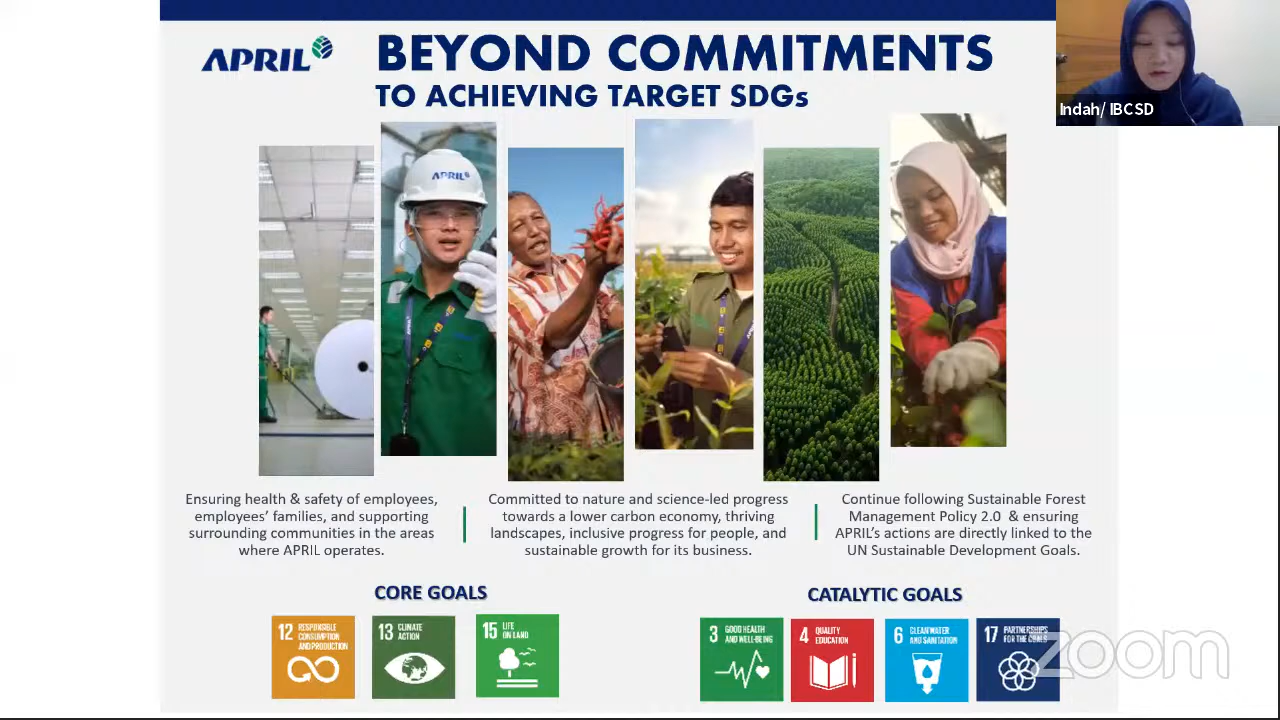 APRIL
BEYOND COMMITMENTS
TO ACHIEVING TARGET SDGs
Indah/ IBCSD
APRIL
Ensuring health & safety of employees,
employees’ families, and supporting
surrounding communities in the areas
where APRIL operates.
Committed to nature and science-led progress
towards a lower carbon economy, thriving
landscapes, inclusive progress for people, and
sustainable growth for its business.
Continue following Sustainable Forest
Management Policy 2.0 & ensuring
APRIL’s actions are directly linked to the
UN Sustainable Development Goals.
CORE GOALS
12 RESPONSIBLE
CONSUMPTION
AND PRODUCTION
13 CLIMATE
ACTION
15 LIFE
ON LAND
CATALYTIC GOALS
3 GOOD HEALTH
AND WELL-BEING
4 QUALITY
EDUCATION
6 CLEAN WATER
AND SANITATION
17 PARTNERSHIPS
FOR THE GOALS
zoom